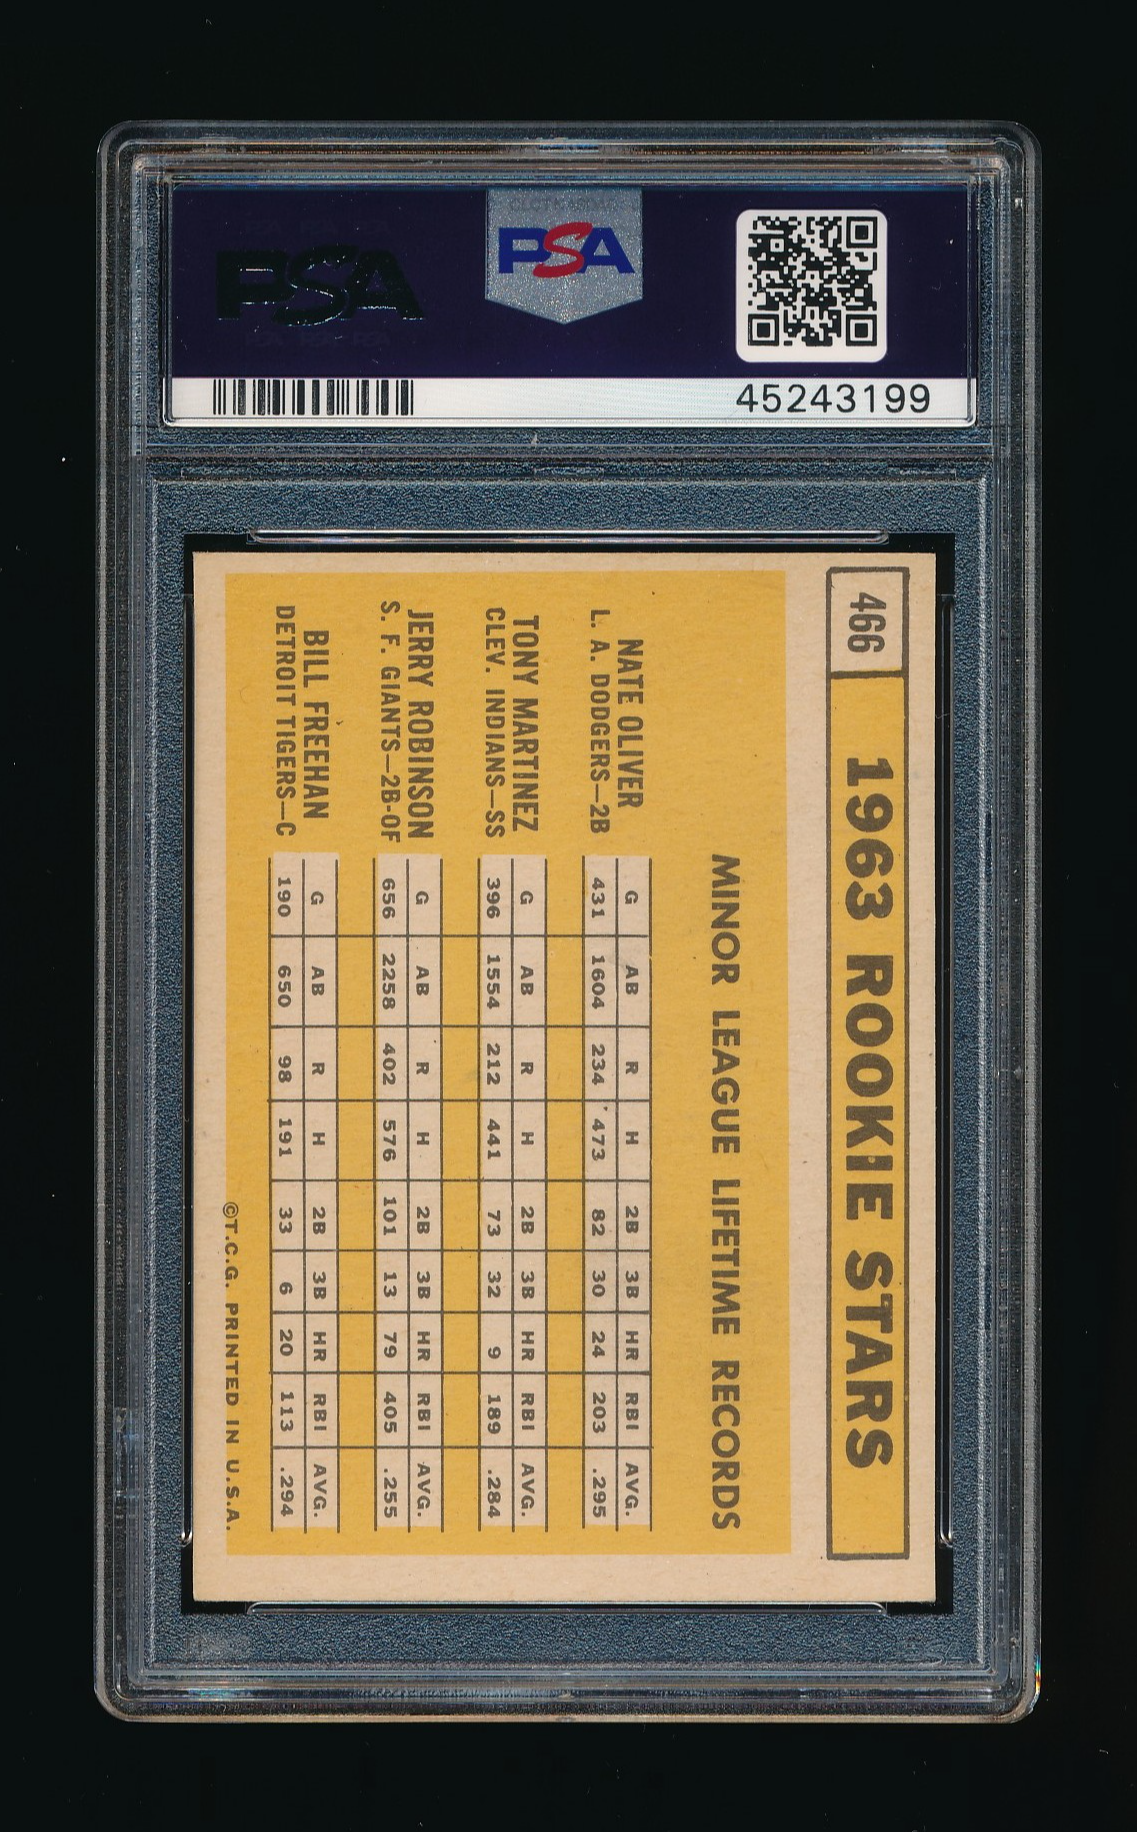 PSA
PSA
45243199
466
1963 ROOKIE STARS
MINOR LEAGUE LIFETIME RECORDS
NATE OLIVER
L. A. DODGERS—2B
G AB R H 2B 3B HR RBI AVG.
431 1604 234 473 82 30 24 203 .295
TONY MARTINEZ
CLEV. INDIANS—SS
G AB R H 2B 3B HR RBI AVG.
396 1554 212 441 73 32 9 189 .284
JERRY ROBINSON
S. F. GIANTS—2B-OF
G AB R H 2B 3B HR RBI AVG.
656 2258 402 576 101 13 79 405 .255
BILL FREEHAN
DETROIT TIGERS—C
G AB R H 2B 3B HR RBI AVG.
190 650 98 191 33 6 20 113 .294
©T.C.G. PRINTED IN U.S.A.